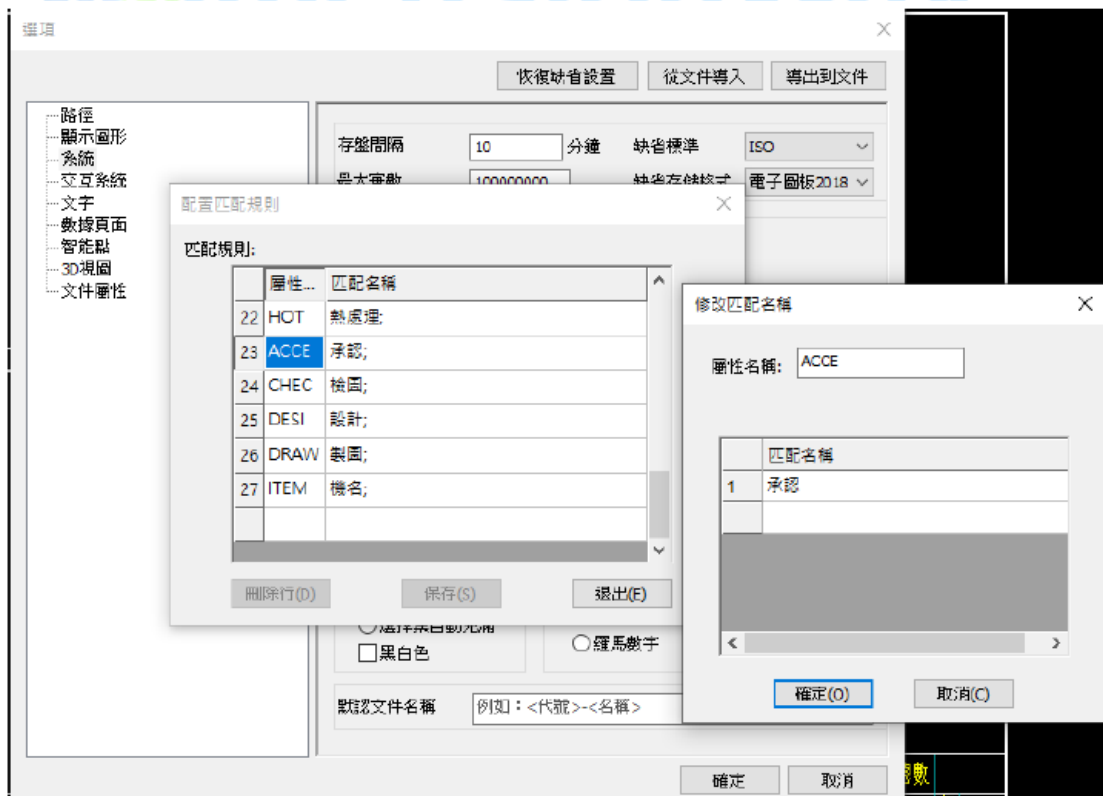 選項
恢復缺省設置 從文件導入 導出到文件
路徑
顯示圖形
系統
交互系統
文字
數據頁面
智能點
3D視圖
文件屬性
存盤間隔 10 分鐘 缺省標準 ISO
最大實數 100000000 缺省存儲格式 電子圖板2018
配置匹配規則
匹配規則:
屬性... 匹配名稱
22 HOT 熱處理;
23 ACCE 承認;
24 CHEC 檢圖;
25 DESI 設計;
26 DRAW 製圖;
27 ITEM 機名;
刪除行(D) 保存(S) 退出(E)
修改匹配名稱
屬性名稱: ACCE
匹配名稱
1 承認
確定(O) 取消(C)
黑白色
羅馬數字
默認文件名稱 例如：<代號>-<名稱>
確定 取消
數